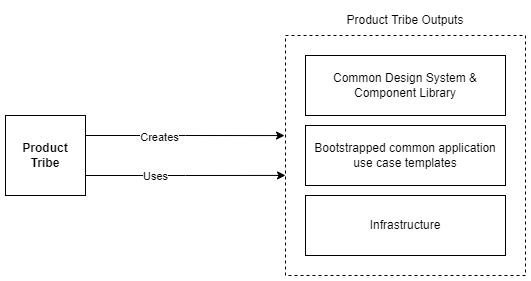 Product Tribe Outputs
Common Design System &
Component Library
Product
Tribe
Creates
Bootstrapped common application
use case templates
Uses
Infrastructure